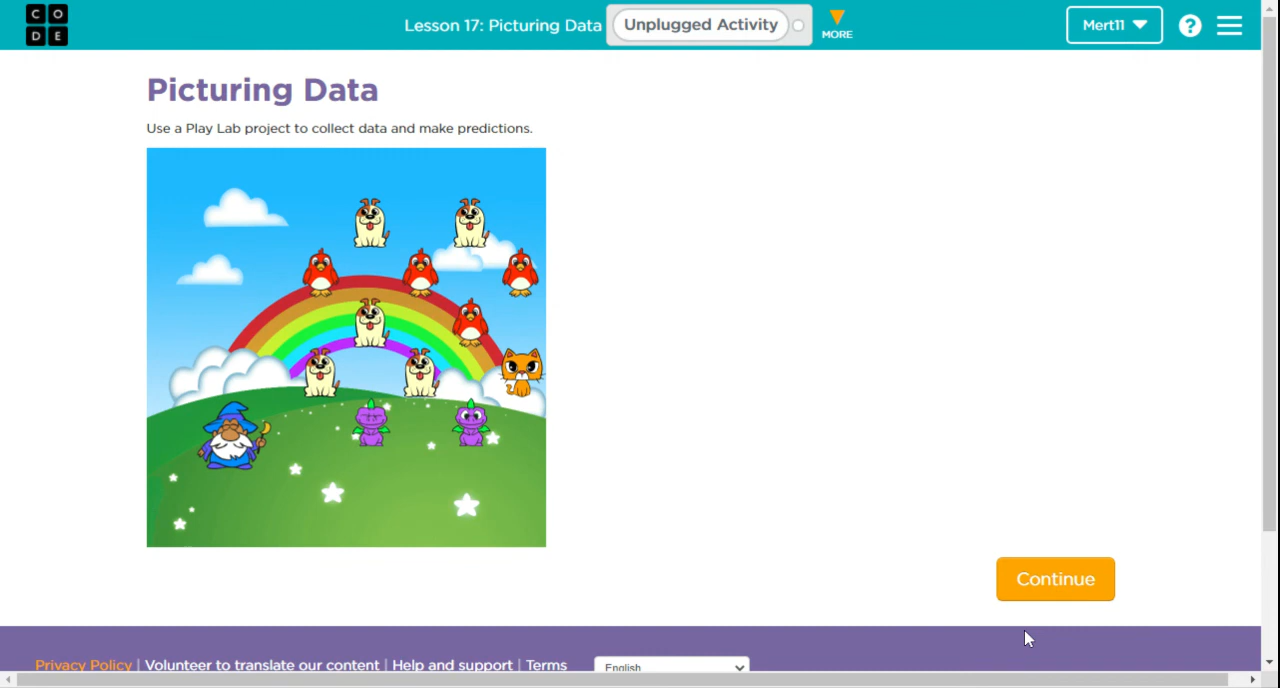 C O
D E
Lesson 17: Picturing Data
Unplugged Activity
MORE
Mert11
?
Picturing Data
Use a Play Lab project to collect data and make predictions.
Continue
Privacy Policy | Volunteer to translate our content | Help and support | Terms
English